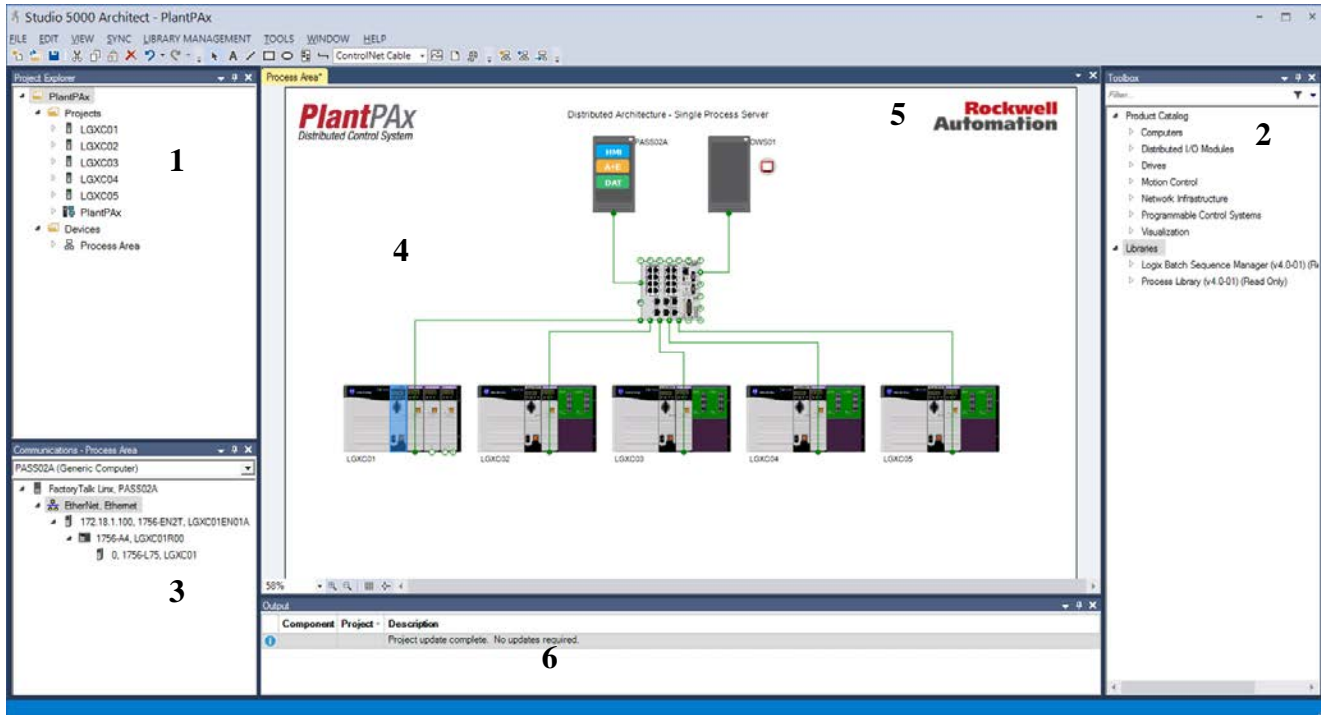 Studio 5000 Architect - PlantPAx
FILE EDIT VIEW SYNC LIBRARY MANAGEMENT TOOLS WINDOW HELP
ControlNet Cable
Project Explorer
PlantPAx
Projects
LGXC01
LGXC02
LGXC03
LGXC04
LGXC05
PlantPAx
Devices
Process Area
1
Communications - Process Area
PASS02A (Generic Computer)
FactoryTalk Linx, PASS02A
EtherNet, Ethernet
172.18.1.100, 1756-EN2T, LGXC01EN01A
1756-A4, LGXC01R00
0, 1756-L75, LGXC01
3
Process Area*
PlantPAx
Distributed Control System
Distributed Architecture - Single Process Server
5
Rockwell
Automation
PASS02A
OWS01
HMI
A+E
DAT
4
LGXC01
LGXC02
LGXC03
LGXC04
LGXC05
58%
Output
Component Project Description
Project update complete. No updates required.
6
Toolbox
Filter...
Product Catalog
Computers
2
Distributed I/O Modules
Drives
Motion Control
Network Infrastructure
Programmable Control Systems
Visualization
Libraries
Logix Batch Sequence Manager (v4.0-01) (Re
Process Library (v4.0-01) (Read Only)